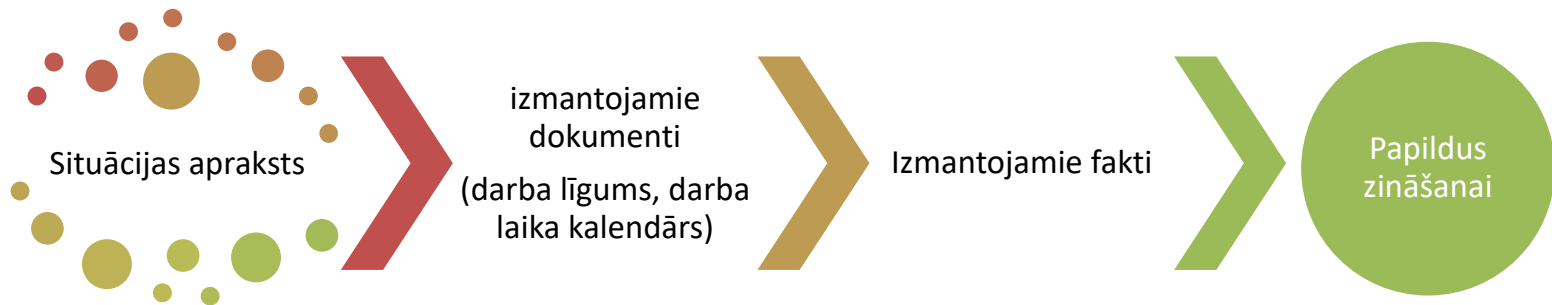 Situācijas apraksts
izmantojamie
dokumenti
(darba līgums, darba
laika kalendārs)
Izmantojamie fakti
Papildus
zināšanai